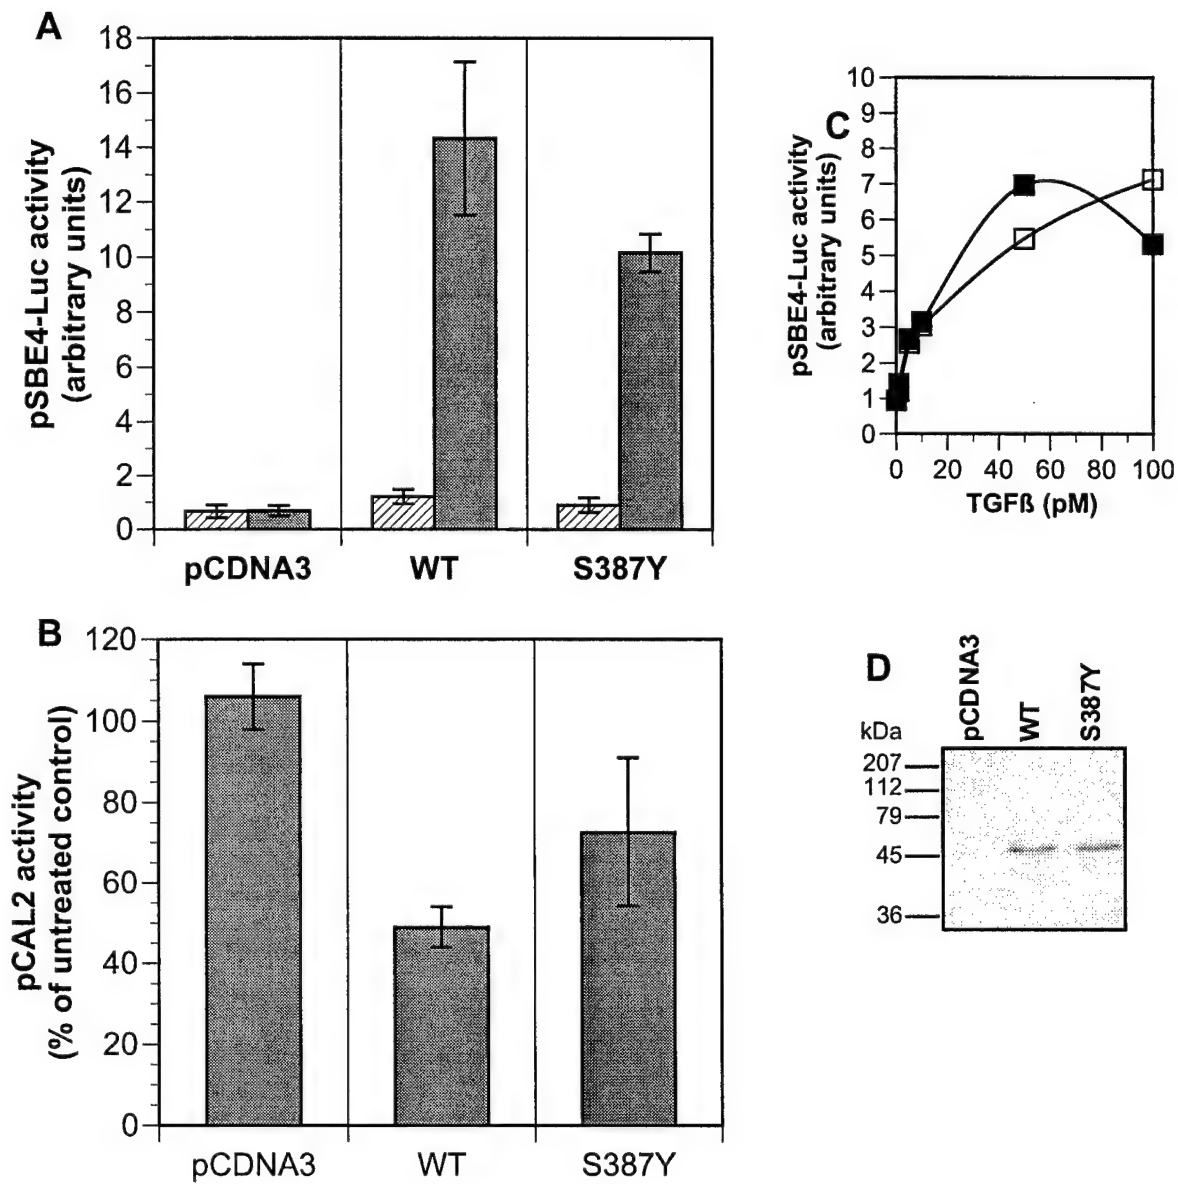 A
pSBE4-Luc activity
(arbitrary units)
18
16
14
12
10
8
6
4
2
0
pCDNA3 WT S387Y
C
pSBE4-Luc activity
(arbitrary units)
10
9
8
7
6
5
4
3
2
1
0
0 20 40 60 80 100
TGFß (pM)
B
pCAL2 activity
(% of untreated control)
120
100
80
60
40
20
0
pCDNA3 WT S387Y
D
pCDNA3
WT
S387Y
kDa
207
112
79
45
36